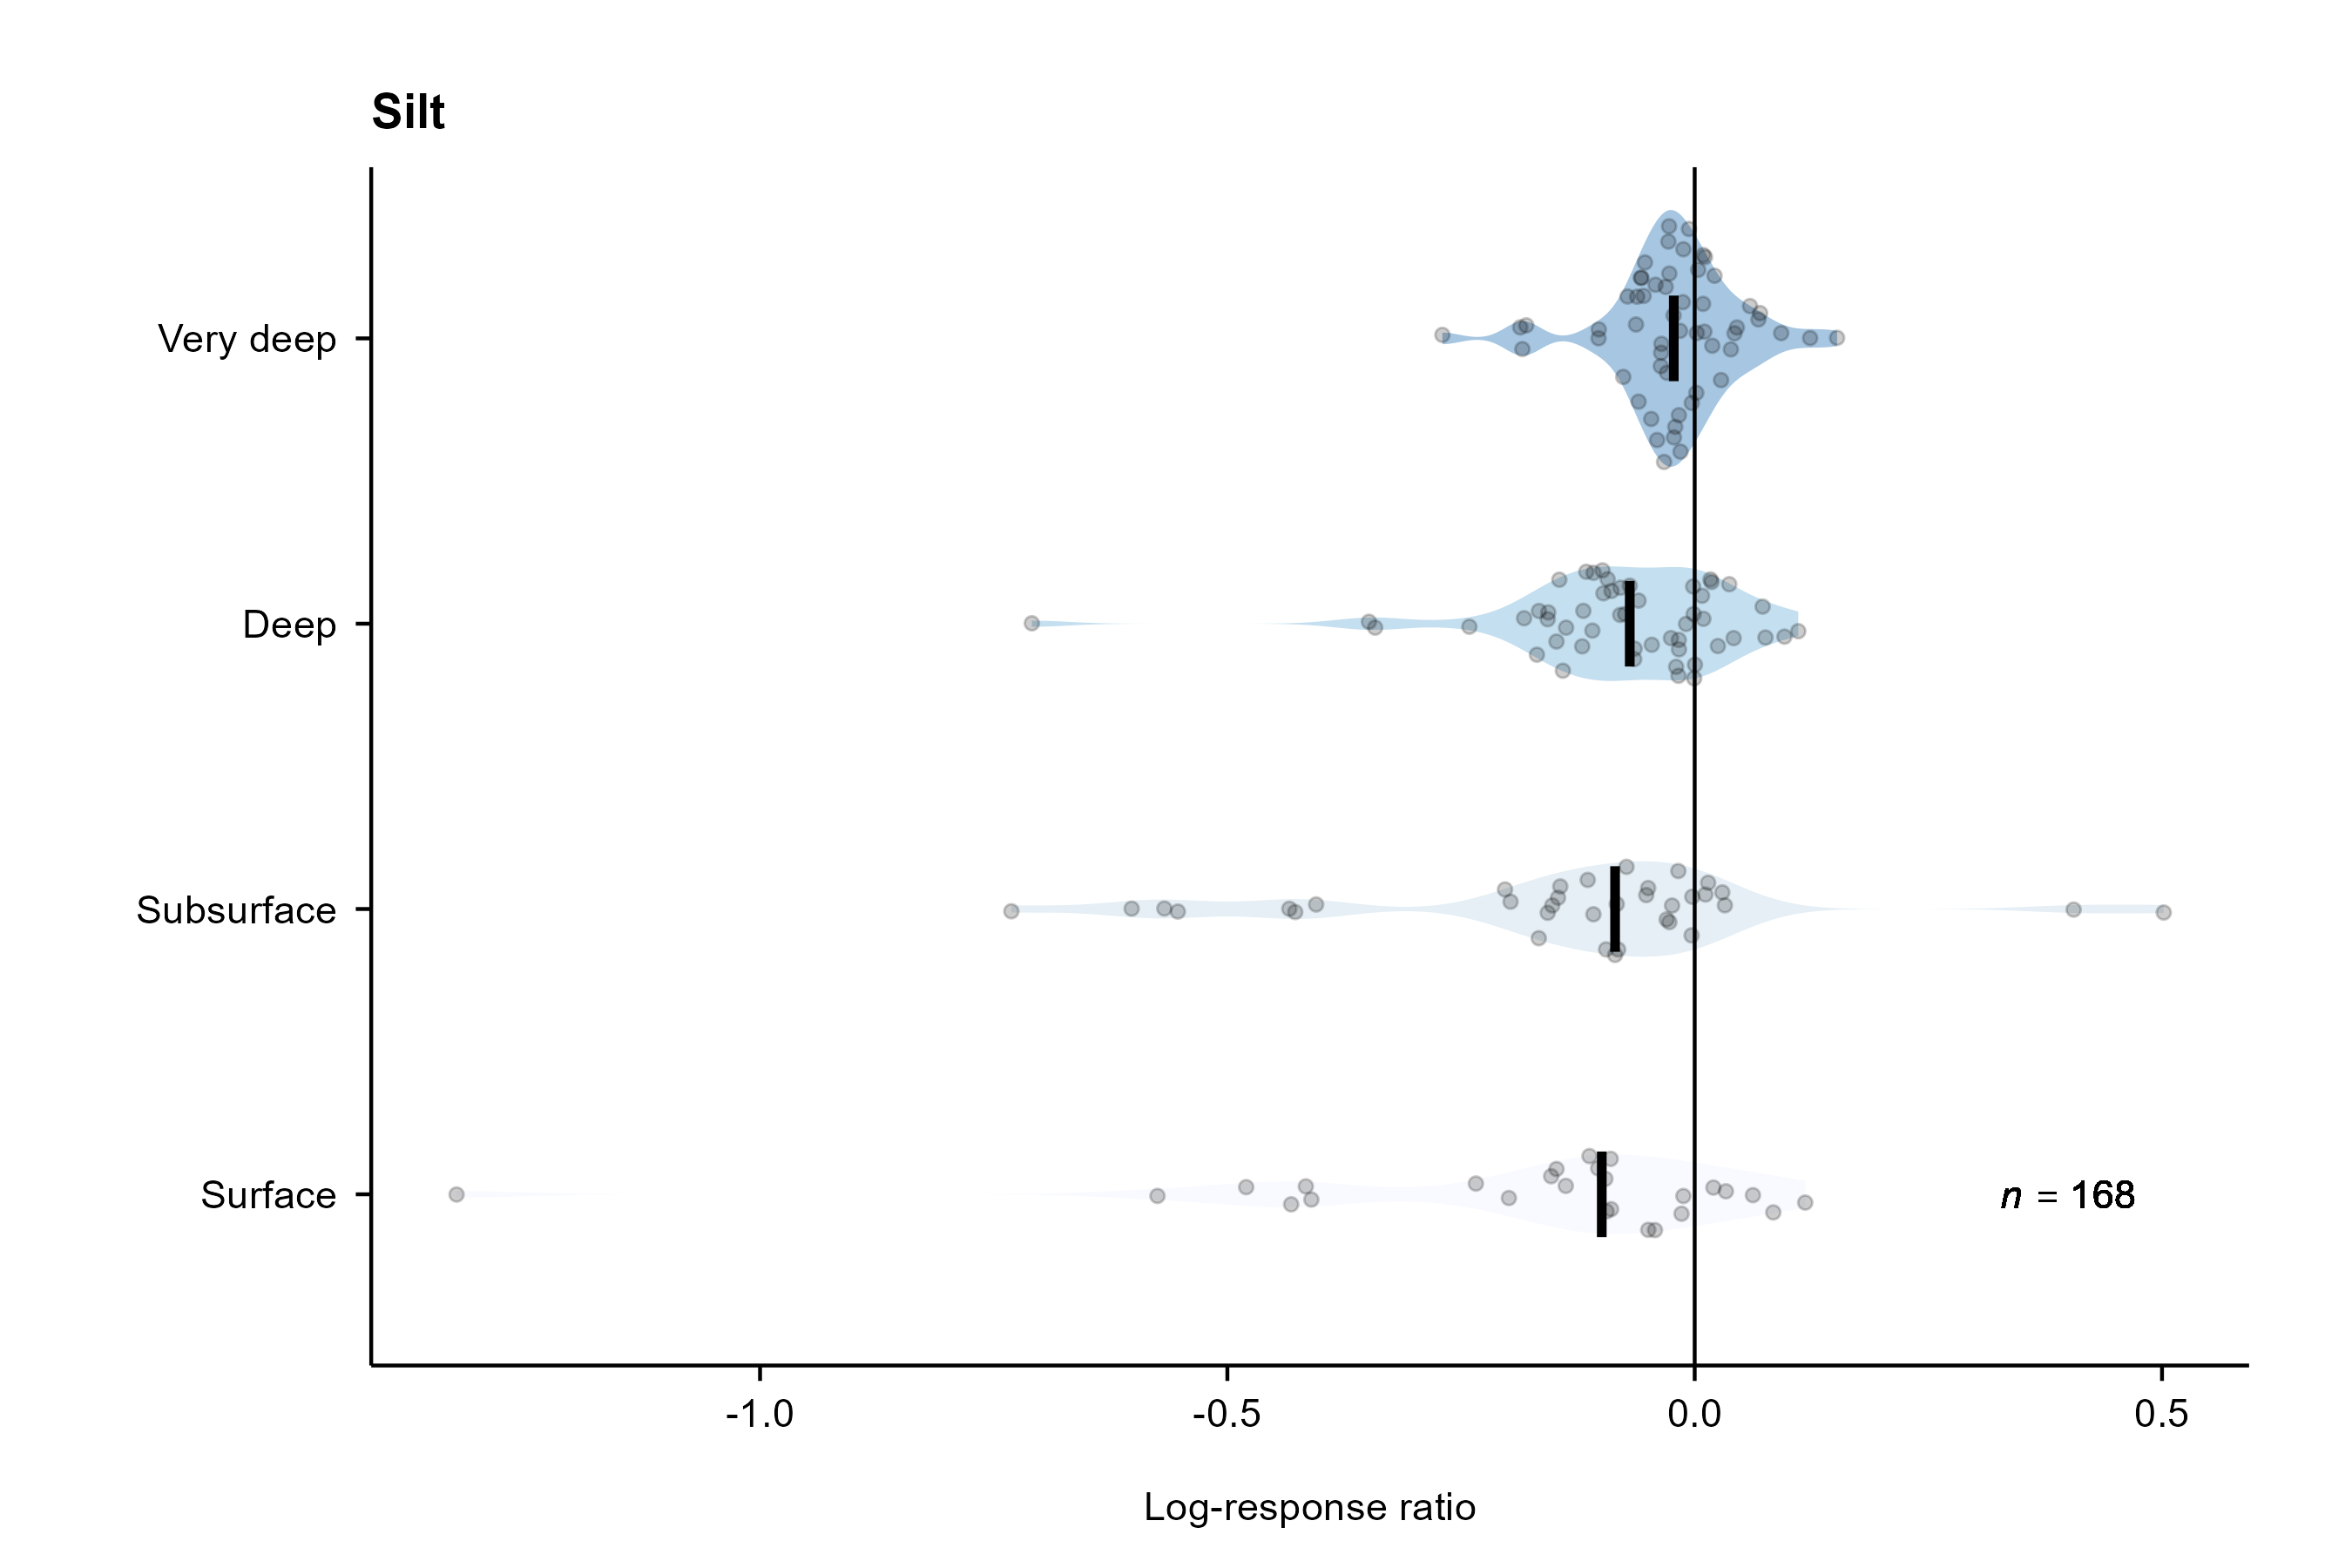 Silt
Very deep
Deep
Subsurface
Surface
n = 168
-1.0 -0.5 0.0 0.5
Log-response ratio